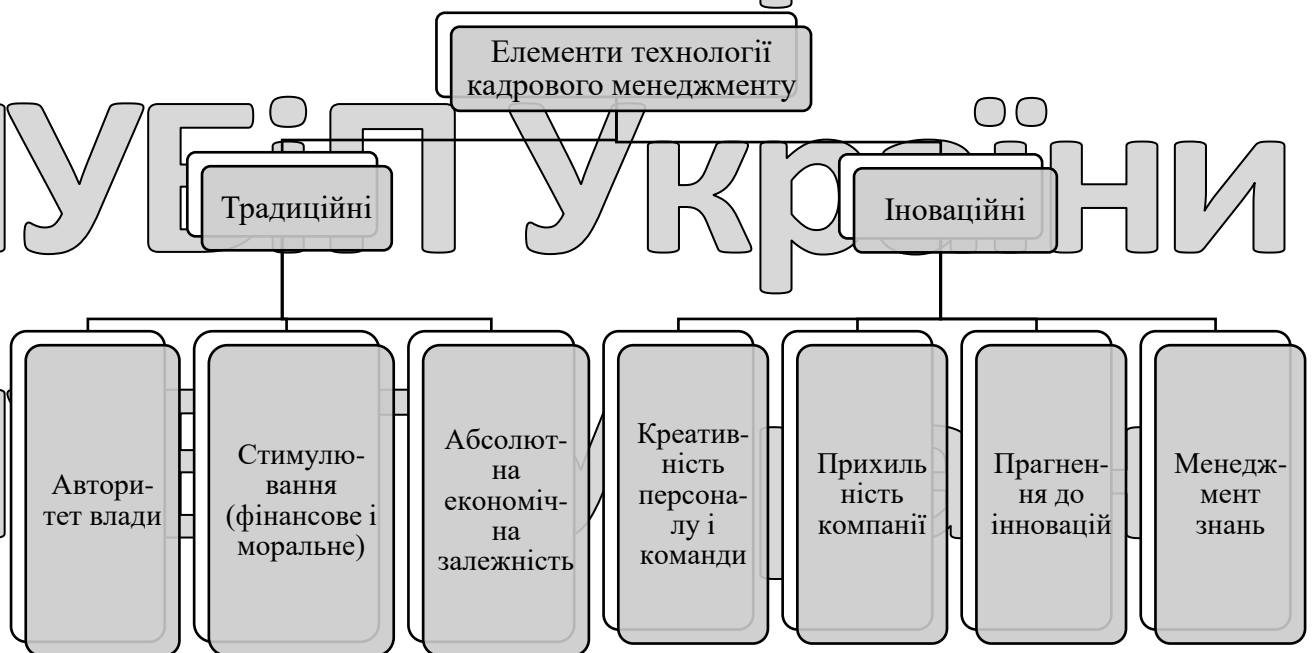 Елементи технології
кадрового менеджменту
УБіП України
Традиційні
Іноваційні
Автори-
тет влади
Стимулю-
вання
(фінансове і
моральне)
Абсолют-
на
економіч-
на
залежність
Креатив-
ність
персона-
лу і
команди
Прихиль
ність
компанії
Прагнен-
ня до
інновацій
Менедж-
мент
знань